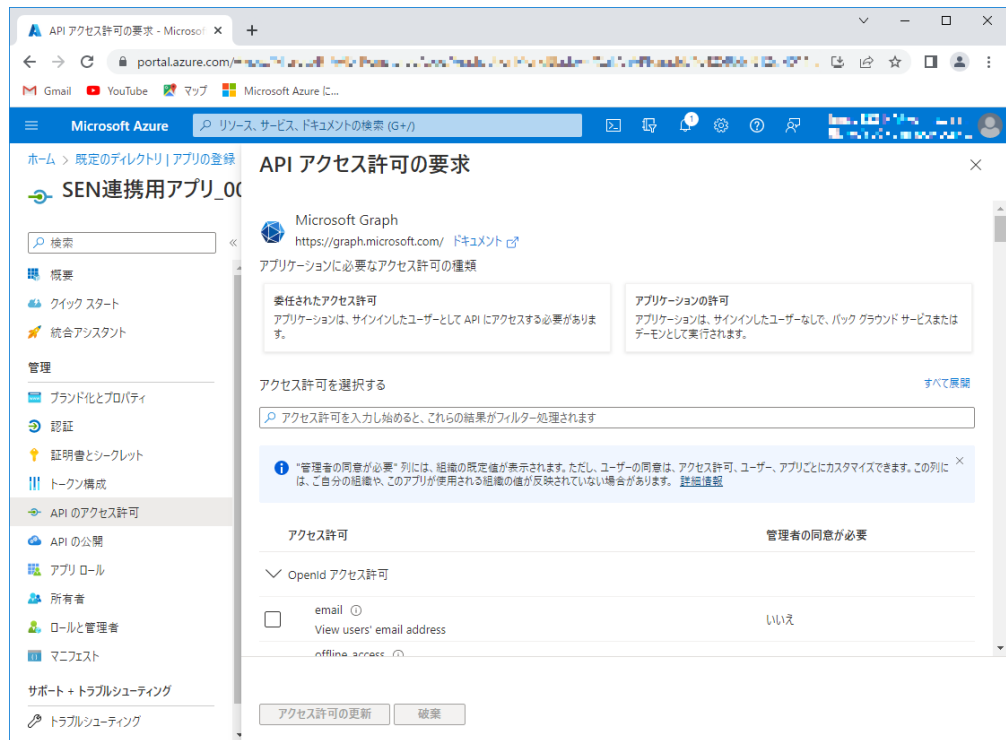 API アクセス許可の要求 - Microsof
portal.azure.com/
Gmail
YouTube
マップ
Microsoft Azure に...
Microsoft Azure
リソース、サービス、ドキュメントの検索 (G+/)
1
ホーム > 既定のディレクトリ | アプリの登録
SEN連携用アプリ_00
検索
概要
クイック スタート
統合アシスタント
管理
ブランド化とプロパティ
認証
証明書とシークレット
トークン構成
API のアクセス許可
API の公開
アプリ ロール
所有者
ロールと管理者
マニフェスト
サポート + トラブルシューティング
トラブルシューティング
API アクセス許可の要求
Microsoft Graph
https://graph.microsoft.com/ ドキュメント
アプリケーションに必要なアクセス許可の種類
委任されたアクセス許可
アプリケーションは、サインインしたユーザーとして API にアクセスする必要がありま
す。
アプリケーションの許可
アプリケーションは、サインインしたユーザーなしで、バック グラウンド サービスまたは
デーモンとして実行されます。
アクセス許可を選択する
すべて展開
アクセス許可を入力し始めると、これらの結果がフィルター処理されます
"管理者の同意が必要" 列には、組織の既定値が表示されます。ただし、ユーザーの同意は、アクセス許可、ユーザー、アプリごとにカスタマイズできます。この列に
は、ご自分の組織や、このアプリが使用される組織の値が反映されていない場合があります。 詳細情報
アクセス許可
管理者の同意が必要
OpenId アクセス許可
email
View users' email address
いいえ
offline_access
アクセス許可の更新
破棄